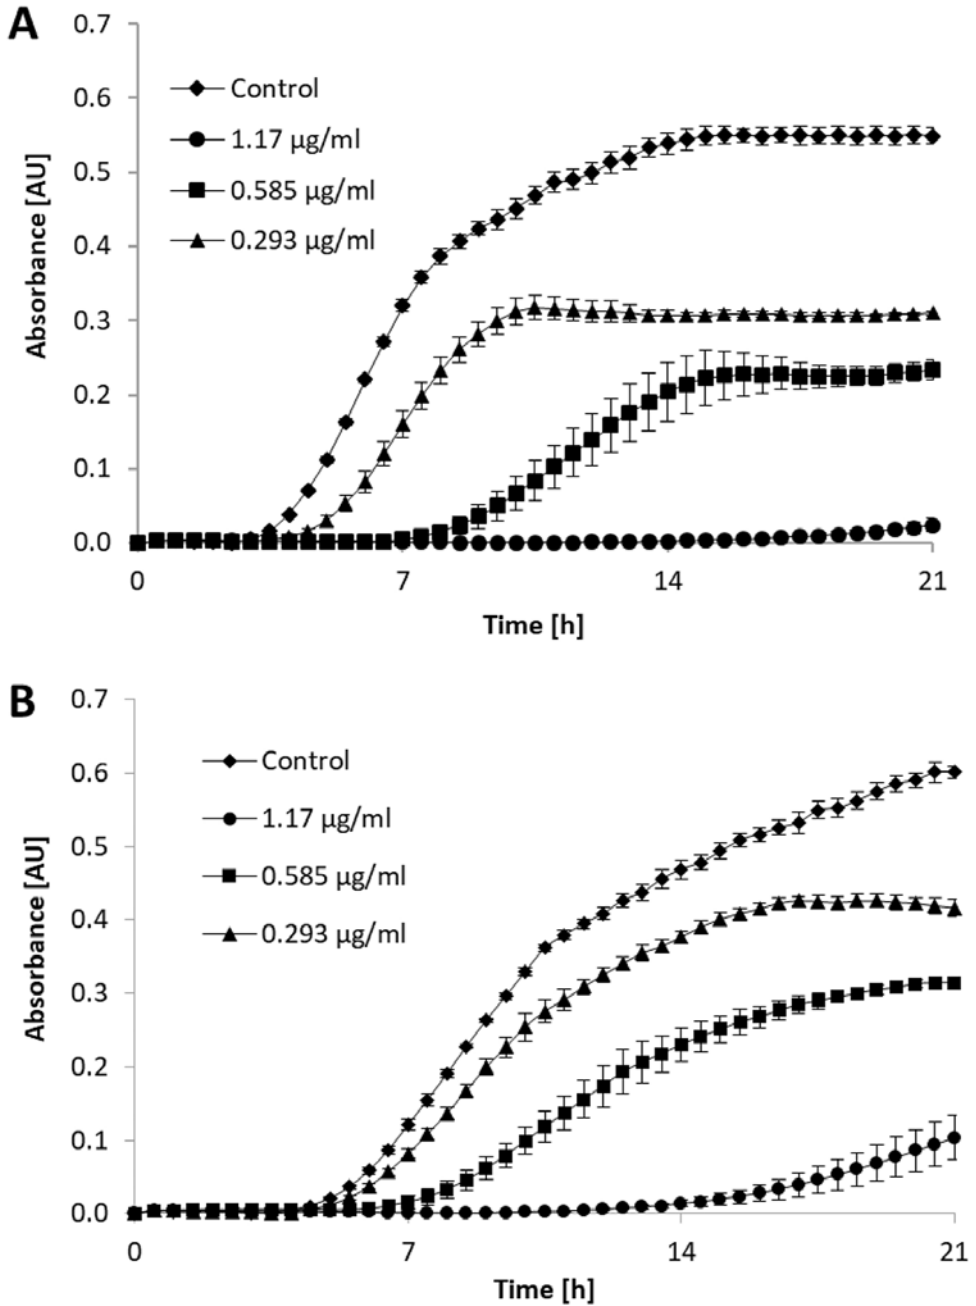 A
0.7
0.6
0.5
0.4
0.3
0.2
0.1
0.0
Absorbance [AU]
Control
1.17 µg/ml
0.585 µg/ml
0.293 µg/ml
0 7 14 21
Time [h]
B
0.7
0.6
0.5
0.4
0.3
0.2
0.1
0.0
Absorbance [AU]
Control
1.17 µg/ml
0.585 µg/ml
0.293 µg/ml
0 7 14 21
Time [h]